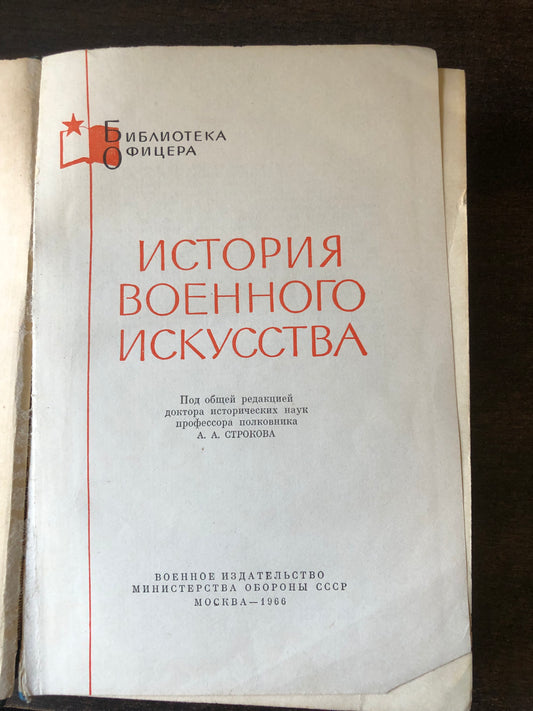 БИБЛИОТЕКА
ОФИЦЕРА
ИСТОРИЯ
ВОЕННОГО
ИСКУССТВА
Под общей редакцией
доктора исторических наук
профессора полковника
А. А. СТРОКОВА
ВОЕННОЕ ИЗДАТЕЛЬСТВО
МИНИСТЕРСТВА ОБОРОНЫ СССР
МОСКВА—1966